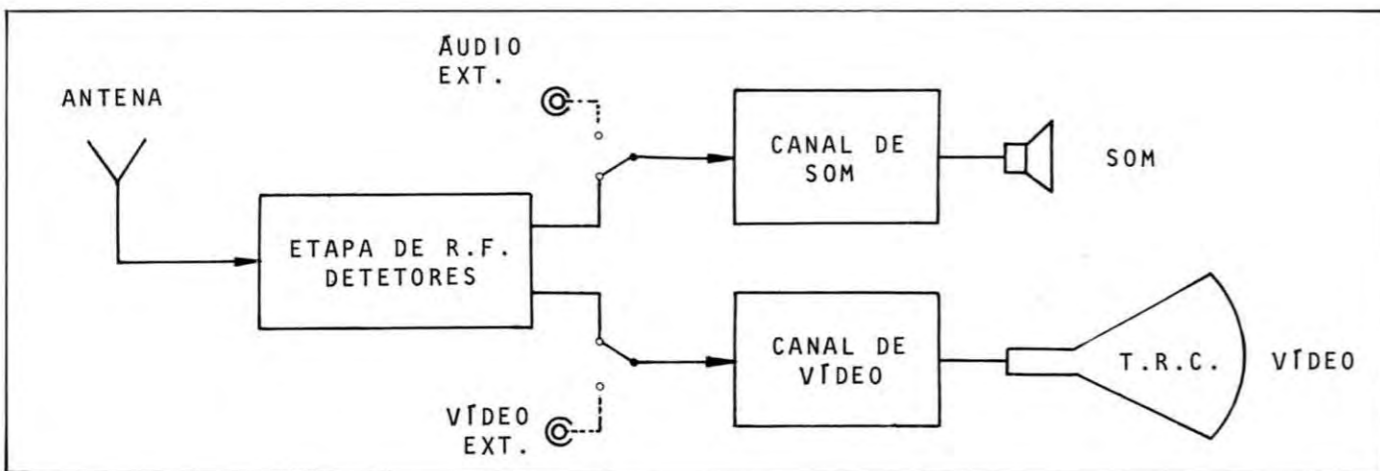 ÁUDIO
EXT.
ANTENA
CANAL DE
SOM
SOM
ETAPA DE R.F.
DETETORES
CANAL DE
VÍDEO
T.R.C.
VÍDEO
VÍDEO
EXT.